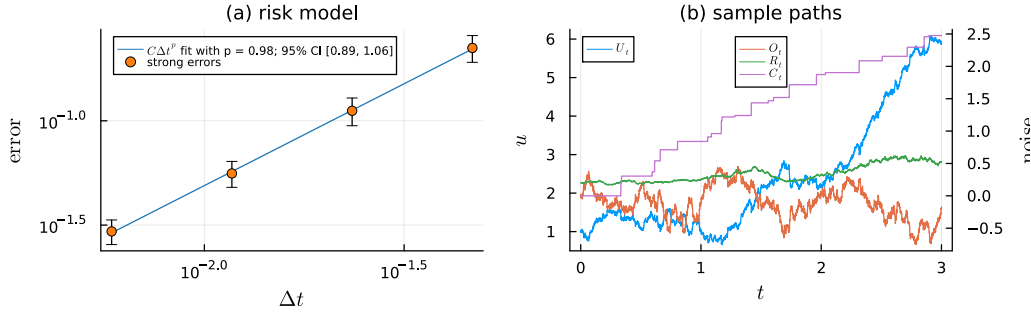 (a) risk model
error
10^−1.0
10^−1.5
CΔt^p fit with p = 0.98; 95% CI [0.89, 1.06]
strong errors
10^−2.0
10^−1.5
Δt
(b) sample paths
u
6
5
4
3
2
1
U_t
O_t
R_t
C_t
2.5
2.0
1.5
1.0
0.5
0.0
−0.5
noise
0
1
2
3
t